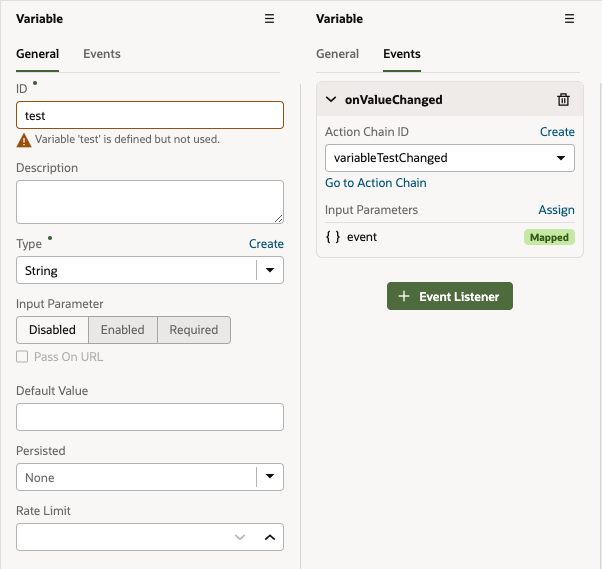 Variable
General
Events
ID
test
Variable 'test' is defined but not used.
Description
Type
Create
String
Input Parameter
Disabled
Enabled
Required
Pass On URL
Default Value
Persisted
None
Rate Limit
Variable
General
Events
onValueChanged
Action Chain ID
Create
variableTestChanged
Go to Action Chain
Input Parameters
Assign
{ } event
Mapped
+ Event Listener